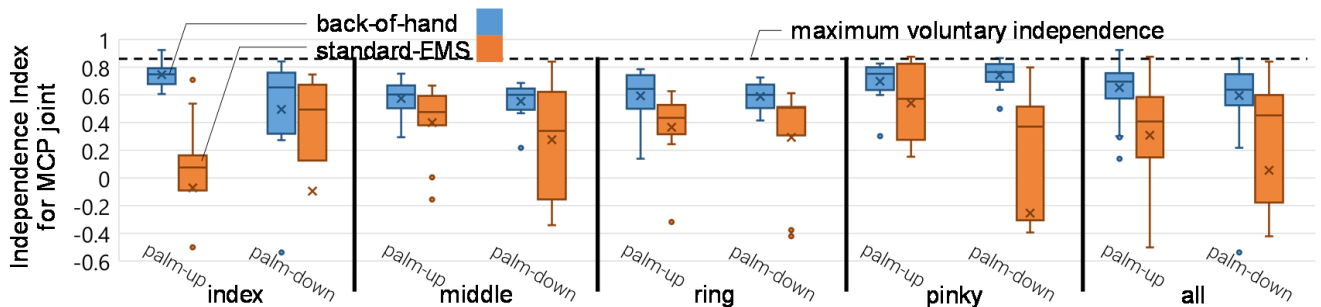 back-of-hand
standard-EMS
maximum voluntary independence
Independence Index
for MCP joint
1
0.8
0.6
0.4
0.2
0
-0.2
-0.4
-0.6
palm-up
palm-down
palm-up
palm-down
palm-up
palm-down
palm-up
palm-down
palm-up
palm-down
index
middle
ring
pinky
all